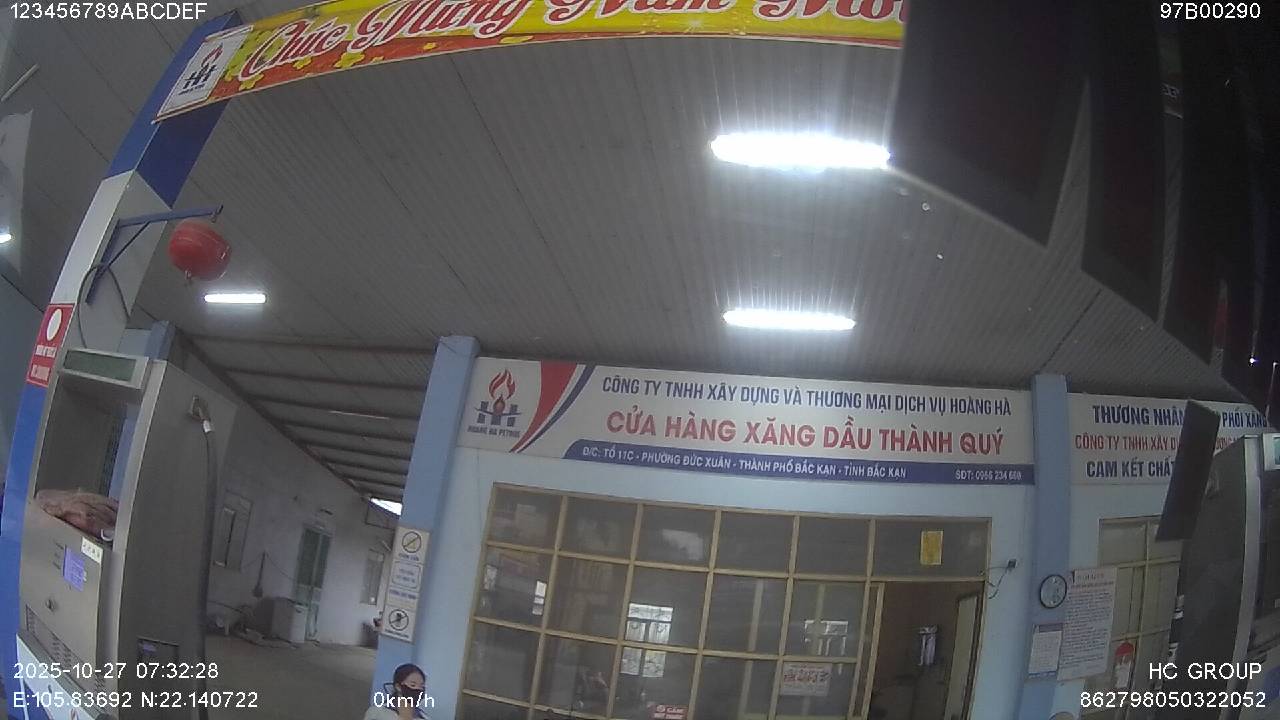 123456789ABCDEF
97B00290
Chúc Mừng Năm Mới
CÔNG TY TNHH XÂY DỰNG VÀ THƯƠNG MẠI DỊCH VỤ HOÀNG HÀ
CỬA HÀNG XĂNG DẦU THÀNH QUÝ
HOANG HA PETROL
Đ/C: TỔ 11C - PHƯỜNG ĐỨC XUÂN - THÀNH PHỐ BẮC KẠN - TỈNH BẮC KẠN
SĐT: 0966 234 669
THƯƠNG NHÂN PHỐI XĂNG
CÔNG TY TNHH XÂY
CAM KẾT CHẤT
2025-10-27 07:32:28
E:105.83692 N:22.140722
0km/h
HC GROUP
862798050322052